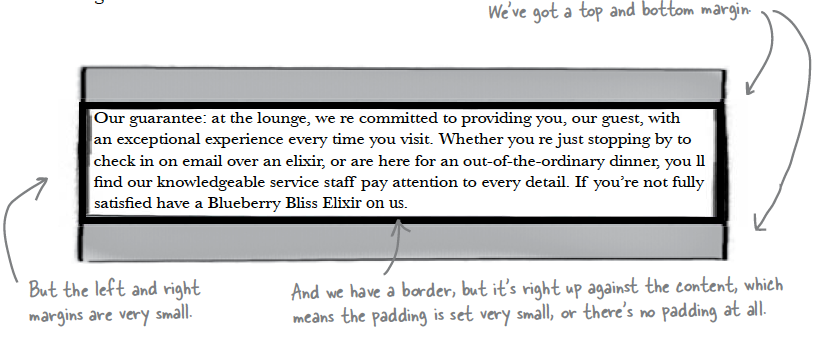 We've got a top and bottom margin.
Our guarantee: at the lounge, we re committed to providing you, our guest, with
an exceptional experience every time you visit. Whether you re just stopping by to
check in on email over an elixir, or are here for an out-of-the-ordinary dinner, you ll
find our knowledgeable service staff pay attention to every detail. If you’re not fully
satisfied have a Blueberry Bliss Elixir on us.
But the left and right
margins are very small.
And we have a border, but it's right up against the content, which
means the padding is set very small, or there's no padding at all.